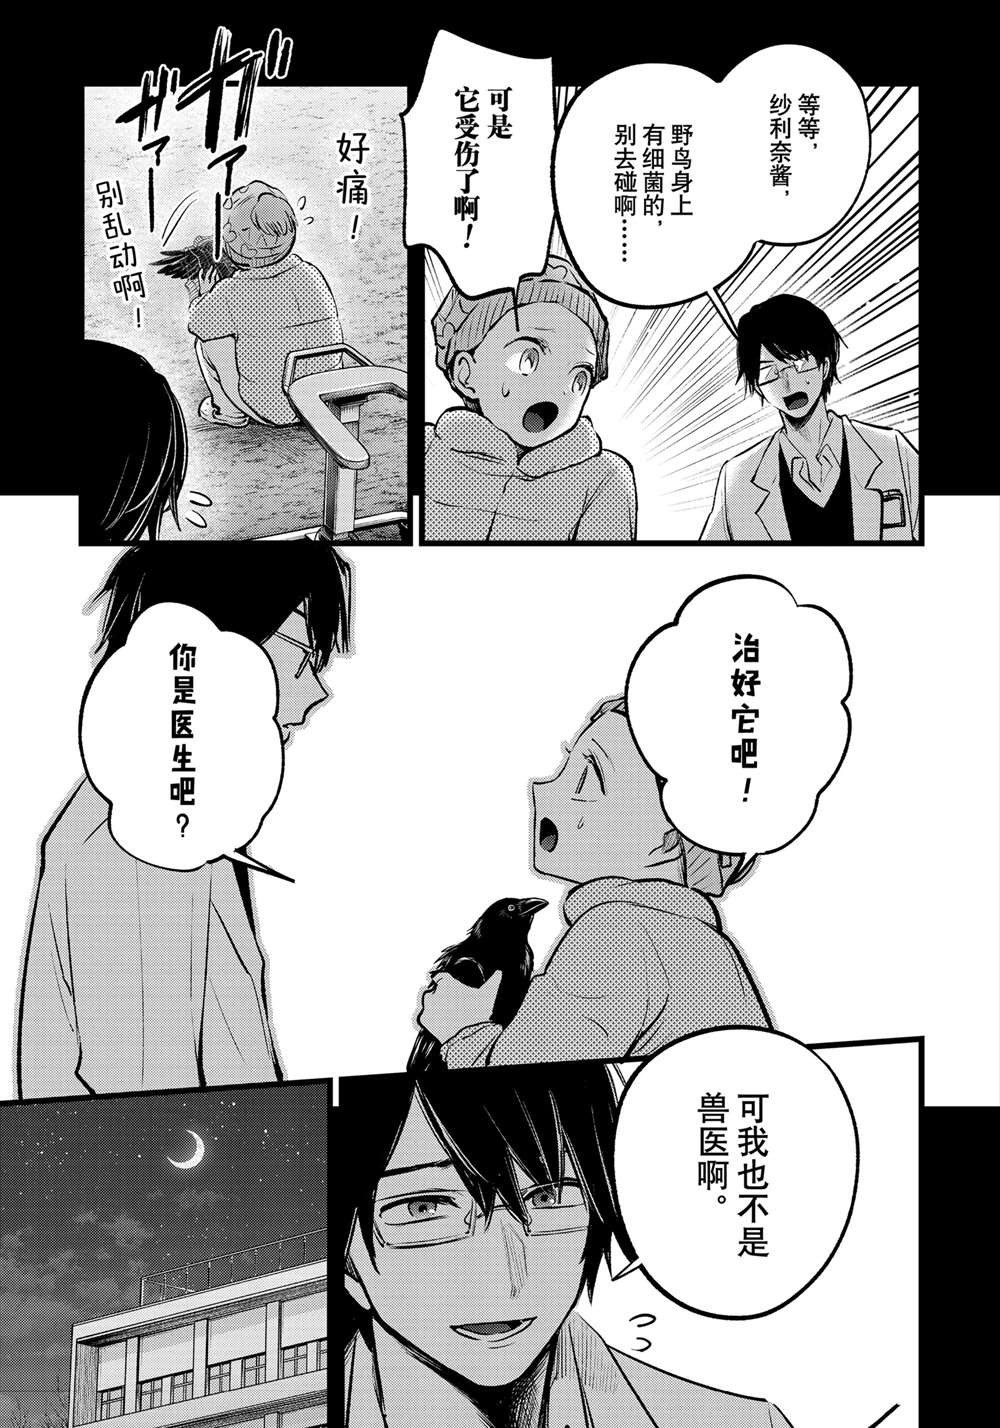 等等，
纱利奈酱，
野鸟身上
有细菌的，
别去碰啊……
可是
它受伤了啊！
ガーガー
好痛！
别乱动啊！
治好它吧！
你是医生吧？
可我也不是
兽医啊。